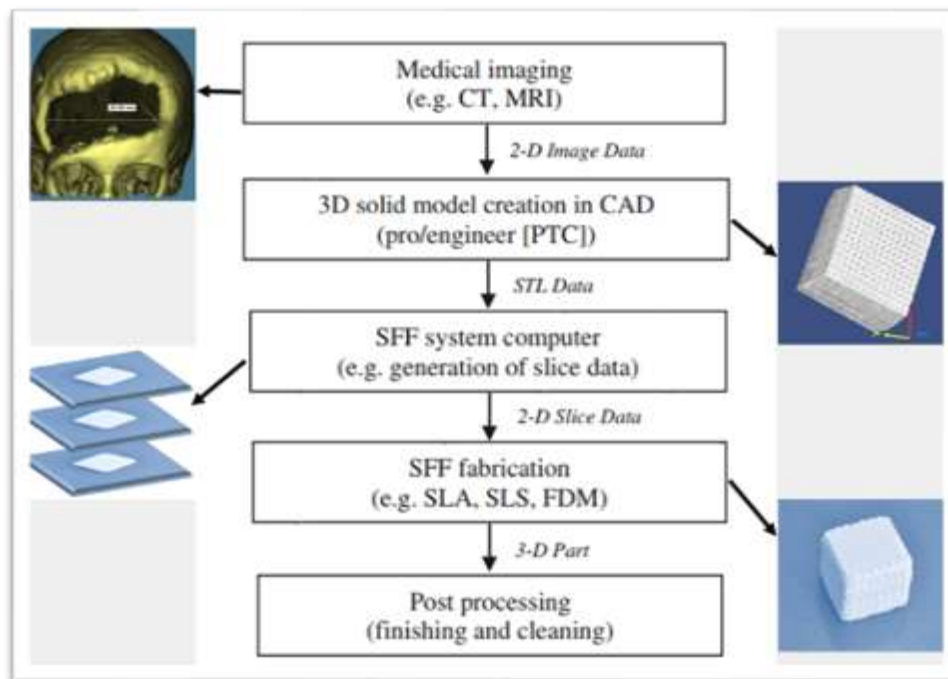 Medical imaging
(e.g. CT, MRI)
2-D Image Data
3D solid model creation in CAD
(pro/engineer [PTC])
STL Data
SFF system computer
(e.g. generation of slice data)
2-D Slice Data
SFF fabrication
(e.g. SLA, SLS, FDM)
3-D Part
Post processing
(finishing and cleaning)